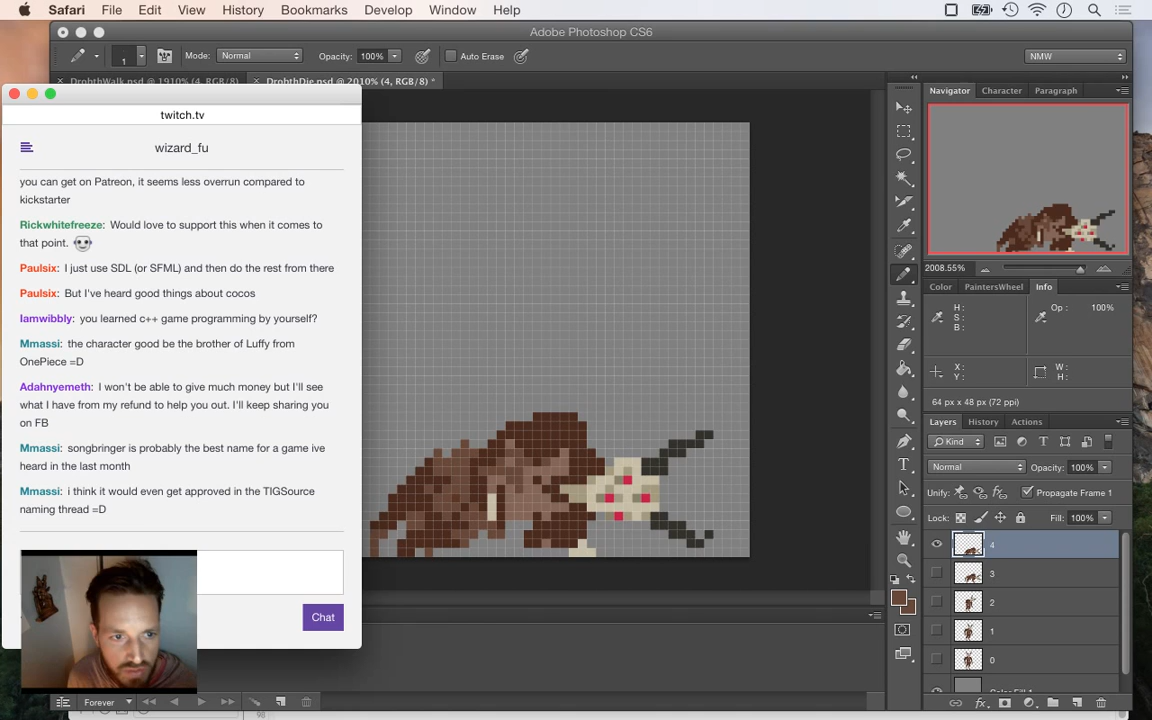 Safari File Edit View History Bookmarks Develop Window Help
Adobe Photoshop CS6
1 Mode: Normal Opacity: 100% Auto Erase NMW
DrohthWalk.psd @ 1910% (4, RGB/8) DrohthDie.psd @ 2010% (4, RGB/8) *
Navigator Character Paragraph
twitch.tv
wizard_fu
you can get on Patreon, it seems less overrun compared to
kickstarter
Rickwhitefreeze: Would love to support this when it comes to
that point.
Paulsix: I just use SDL (or SFML) and then do the rest from there
Paulsix: But I've heard good things about cocos
Iamwibbly: you learned c++ game programming by yourself?
Mmassi: the character good be the brother of Luffy from
OnePiece =D
Adahnyemeth: I won't be able to give much money but I'll see
what I have from my refund to help you out. I'll keep sharing you
on FB
Mmassi: songbringer is probably the best name for a game ive
heard in the last month
Mmassi: i think it would even get approved in the TIGSource
naming thread =D
Chat
Forever
98
2008.55%
Color PaintersWheel Info
H: Op: 100%
S:
B:
X: W:
Y: H:
64 px x 48 px (72 ppi)
Layers History Actions
Kind
Normal Opacity: 100%
Unify: Propagate Frame 1
Lock: Fill: 100%
4
3
2
1
0
Color Fill 1